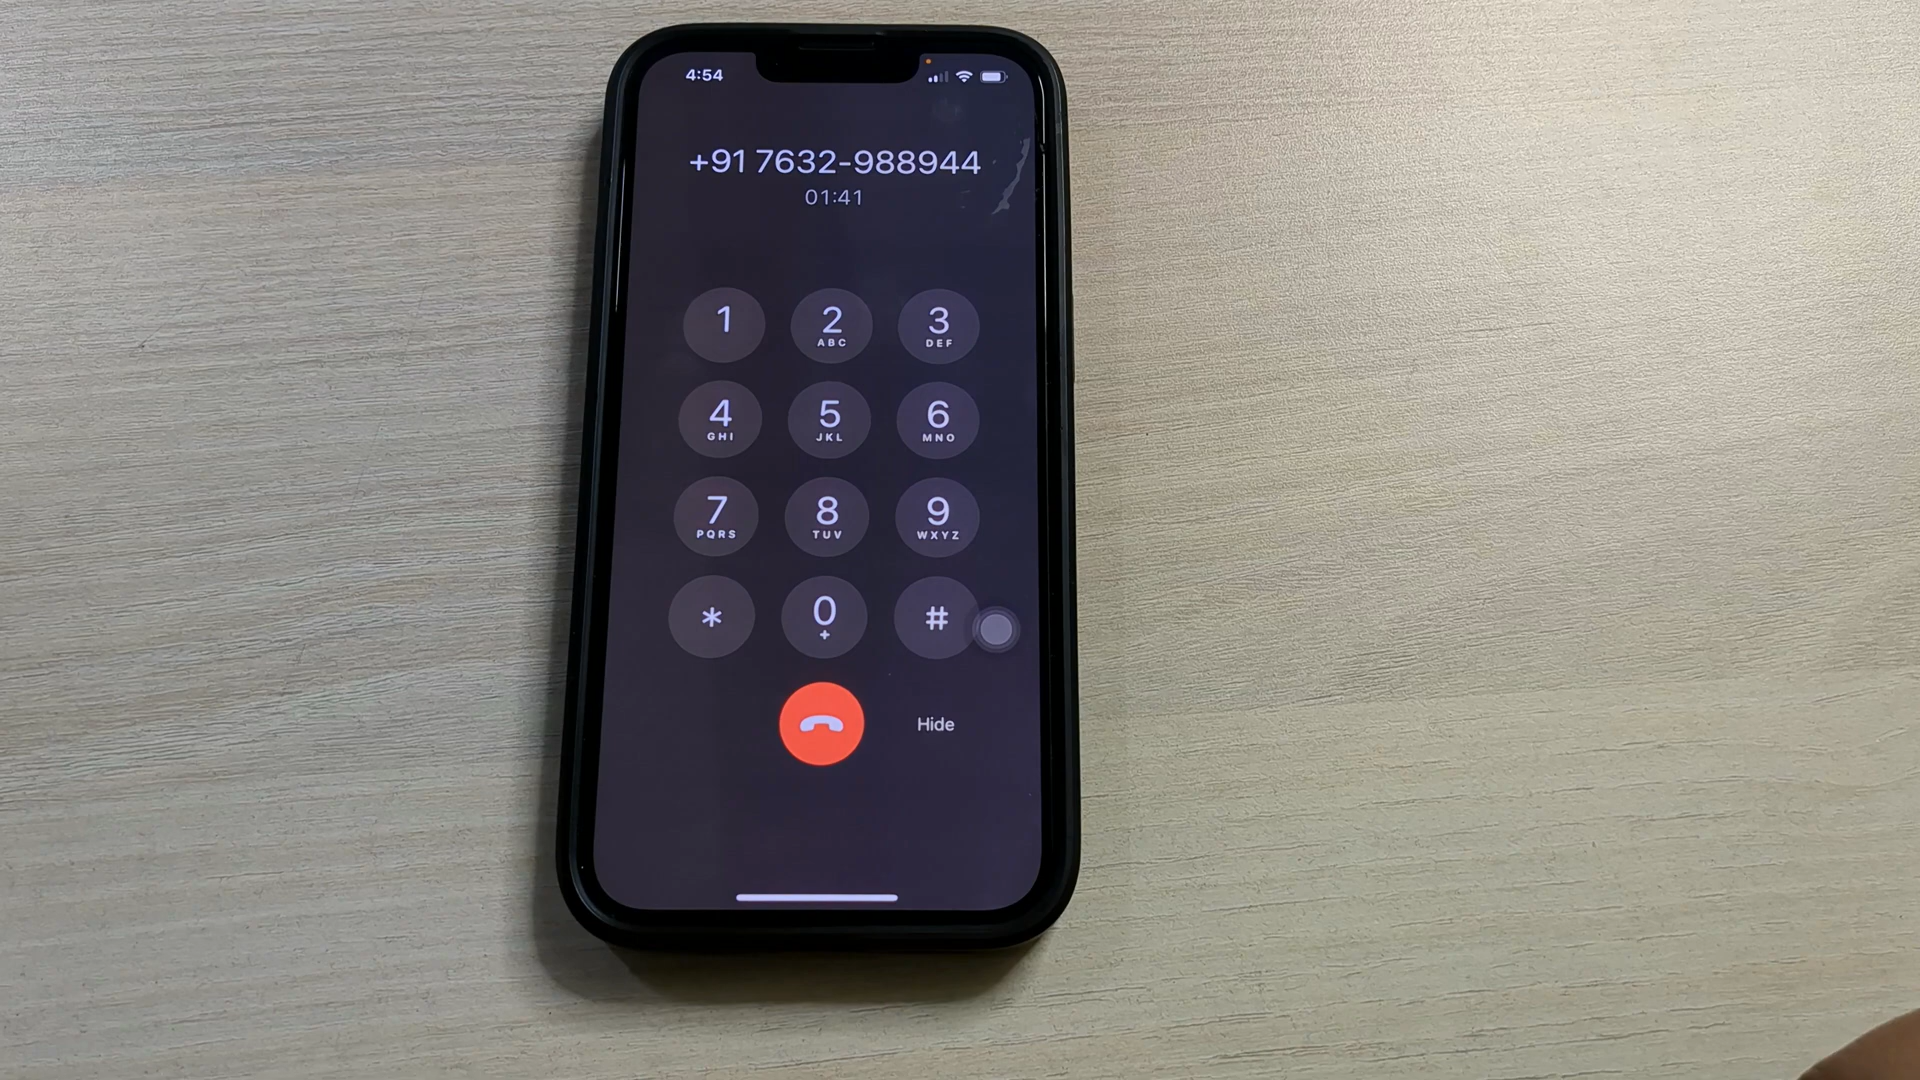 4:54
+91 7632-988944
01:41
1 2 3
ABC DEF
4 5 6
GHI JKL MNO
7 8 9
PQRS TUV WXYZ
* 0 #
+
Hide